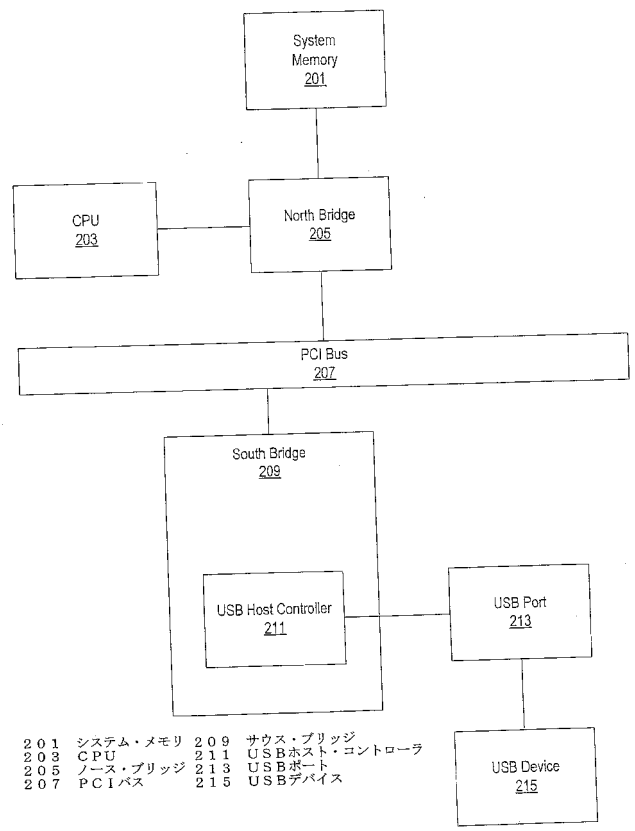 System
Memory
201
CPU
203
North Bridge
205
PCI Bus
207
South Bridge
209
USB Host Controller
211
USB Port
213
USB Device
215
201 システム・メモリ 209 サウス・ブリッジ
203 CPU 211 USBホスト・コントローラ
205 ノース・ブリッジ 213 USBポート
207 PCIバス 215 USBデバイス